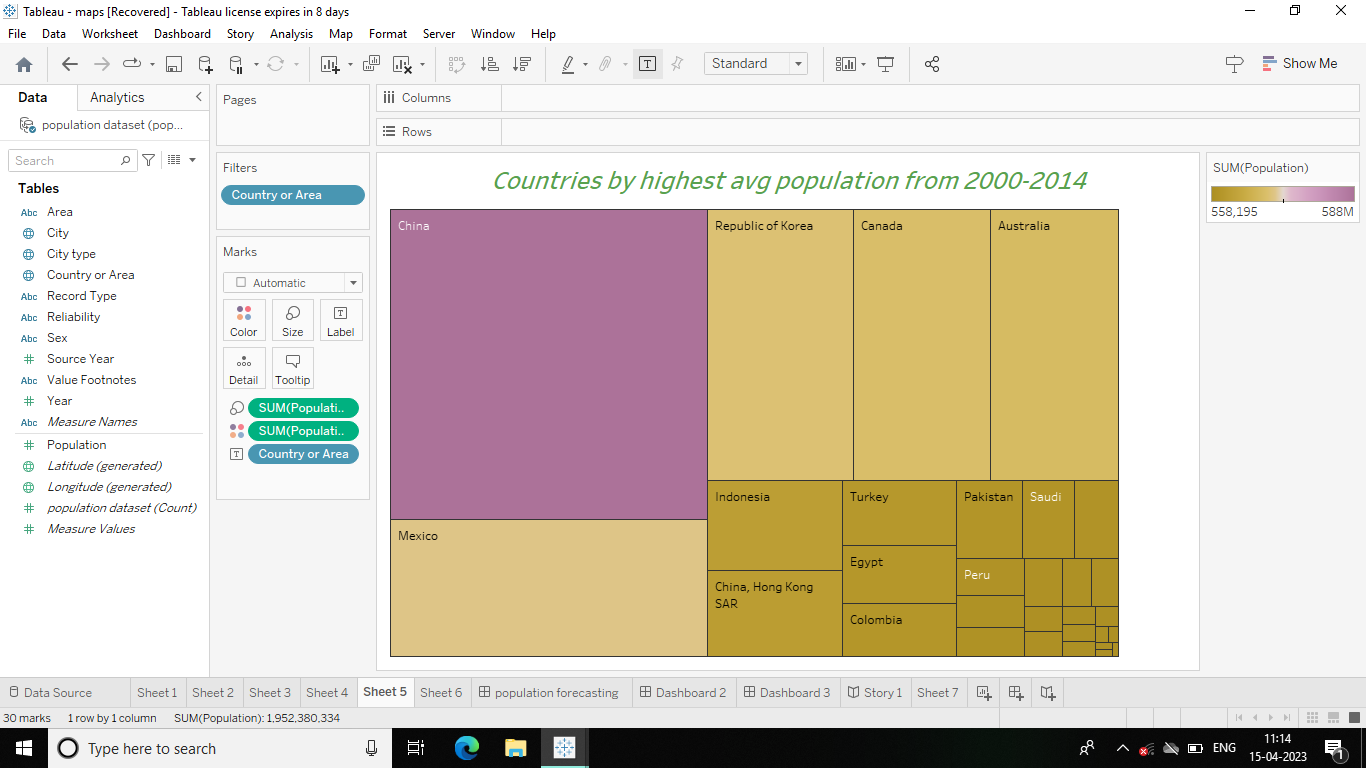 Tableau - maps [Recovered] - Tableau license expires in 8 days
File Data Worksheet Dashboard Story Analysis Map Format Server Window Help
Standard
Show Me
Data Analytics
population dataset (pop...
Search
Tables
Abc Area
City
City type
Country or Area
Abc Record Type
Abc Reliability
Abc Sex
Source Year
Abc Value Footnotes
Year
Abc Measure Names
Population
Latitude (generated)
Longitude (generated)
population dataset (Count)
Measure Values
Pages
Filters
Country or Area
Marks
Automatic
Color Size Label
Detail Tooltip
SUM(Populati..
SUM(Populati..
Country or Area
Columns
Rows
Countries by highest avg population from 2000-2014
China
Republic of Korea
Canada
Australia
Mexico
Indonesia
Turkey
Pakistan
Saudi
Egypt
Peru
China, Hong Kong
SAR
Colombia
SUM(Population)
558,195 588M
Data Source Sheet 1 Sheet 2 Sheet 3 Sheet 4 Sheet 5 Sheet 6 population forecasting Dashboard 2 Dashboard 3 Story 1 Sheet 7
30 marks 1 row by 1 column SUM(Population): 1,952,380,334
Type here to search
ENG
11:14
15-04-2023
1